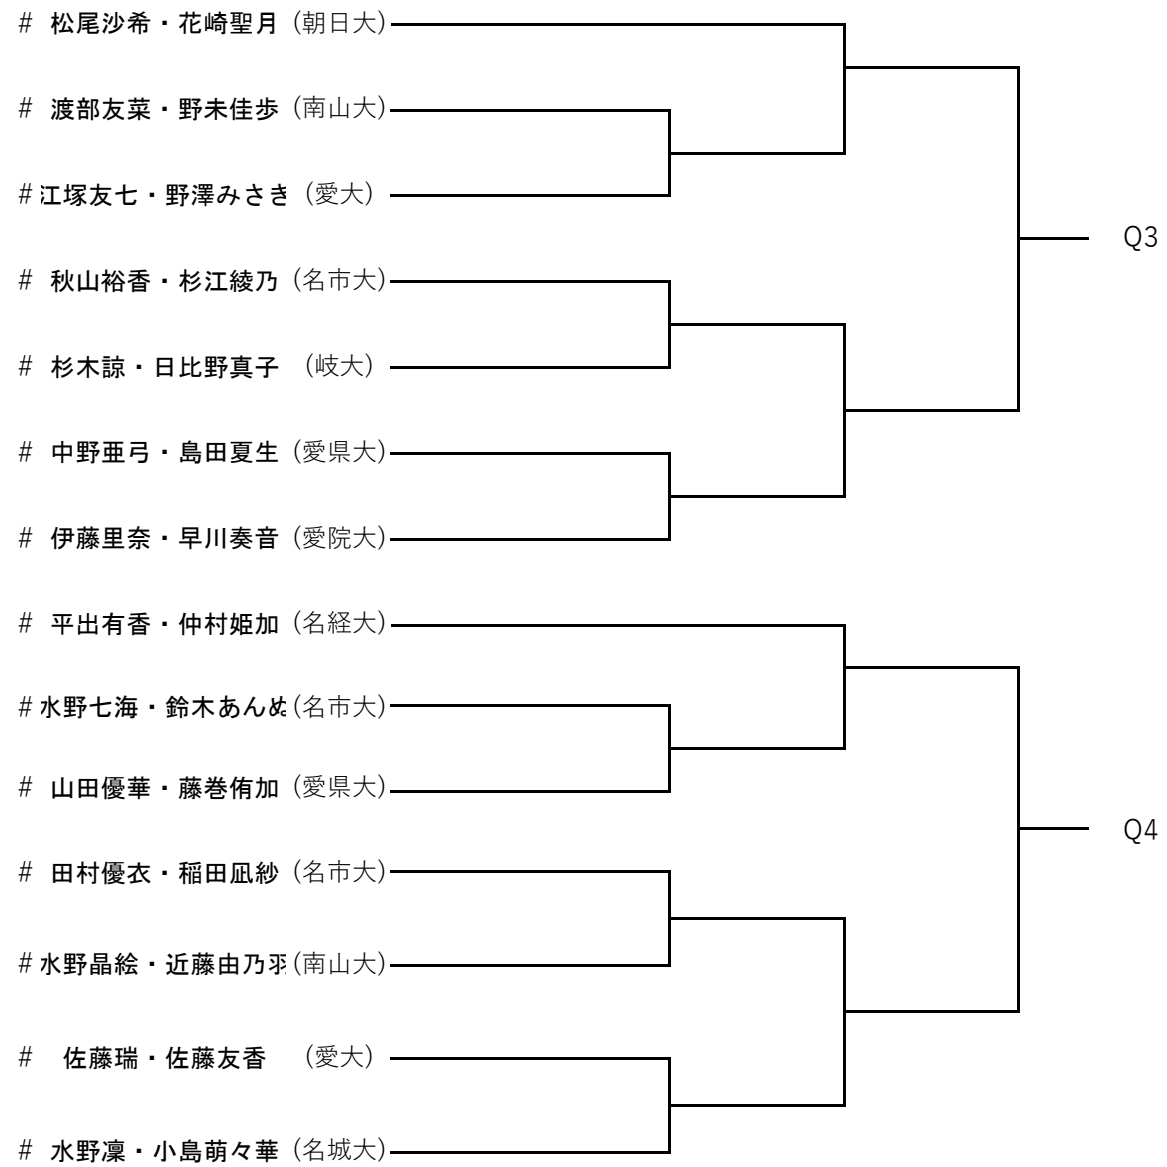 # 松尾沙希・花崎聖月 (朝日大)
# 渡部友菜・野未佳歩 (南山大)
# 江塚友七・野澤みさき (愛大)
Q3
# 秋山裕香・杉江綾乃 (名市大)
# 杉木諒・日比野真子 (岐大)
# 中野亜弓・島田夏生 (愛県大)
# 伊藤里奈・早川奏音 (愛院大)
# 平出有香・仲村姫加 (名経大)
# 水野七海・鈴木あんぬ (名市大)
# 山田優華・藤巻侑加 (愛県大)
Q4
# 田村優衣・稲田凪紗 (名市大)
# 水野晶絵・近藤由乃羽 (南山大)
# 佐藤瑞・佐藤友香 (愛大)
# 水野凜・小島萌々華 (名城大)